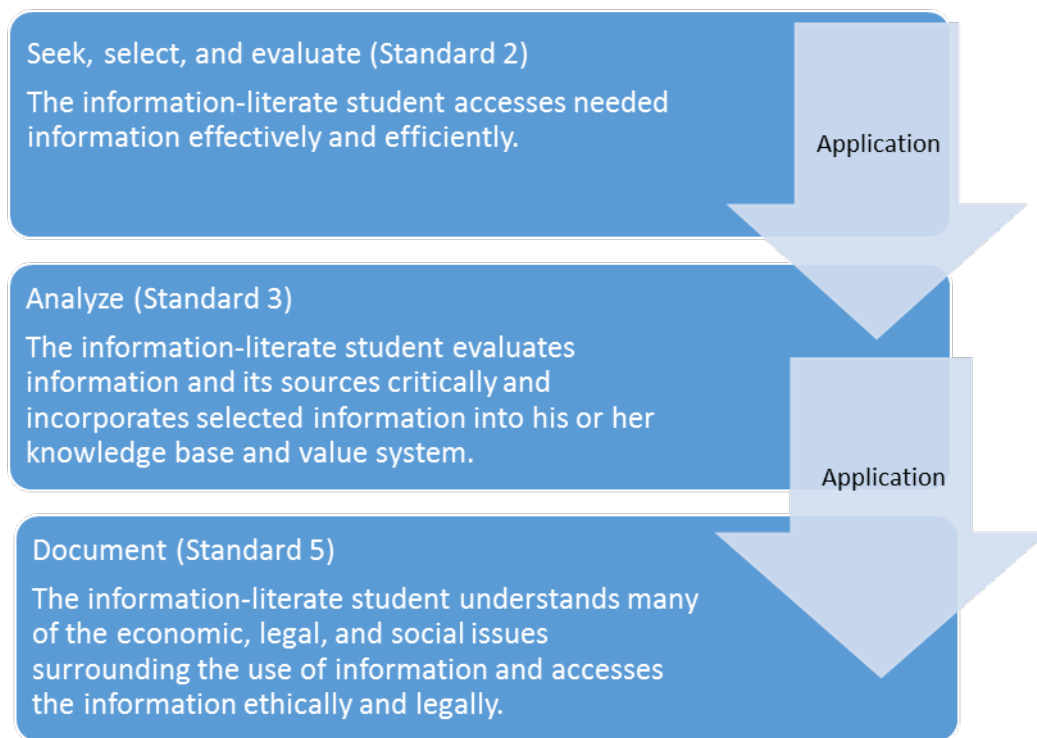 Seek, select, and evaluate (Standard 2)
The information-literate student accesses needed
information effectively and efficiently.
Application
Analyze (Standard 3)
The information-literate student evaluates
information and its sources critically and
incorporates selected information into his or her
knowledge base and value system.
Application
Document (Standard 5)
The information-literate student understands many
of the economic, legal, and social issues
surrounding the use of information and accesses
the information ethically and legally.